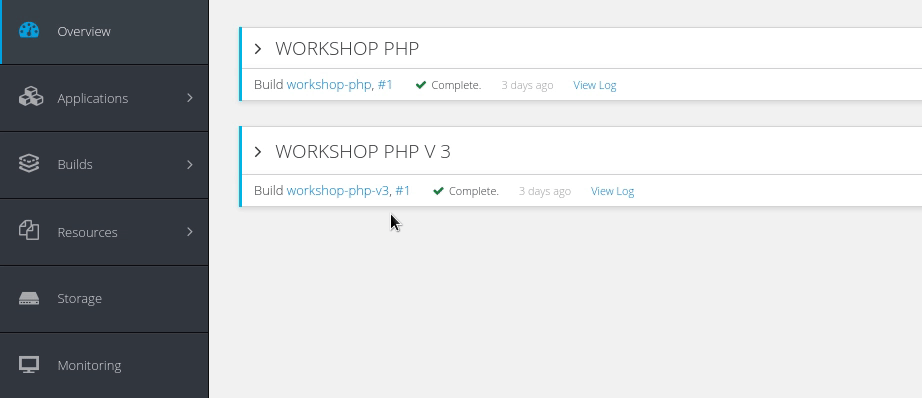 Overview
Applications
Builds
Resources
Storage
Monitoring
WORKSHOP PHP
Build workshop-php, #1 Complete. 3 days ago View Log
WORKSHOP PHP V 3
Build workshop-php-v3, #1 Complete. 3 days ago View Log